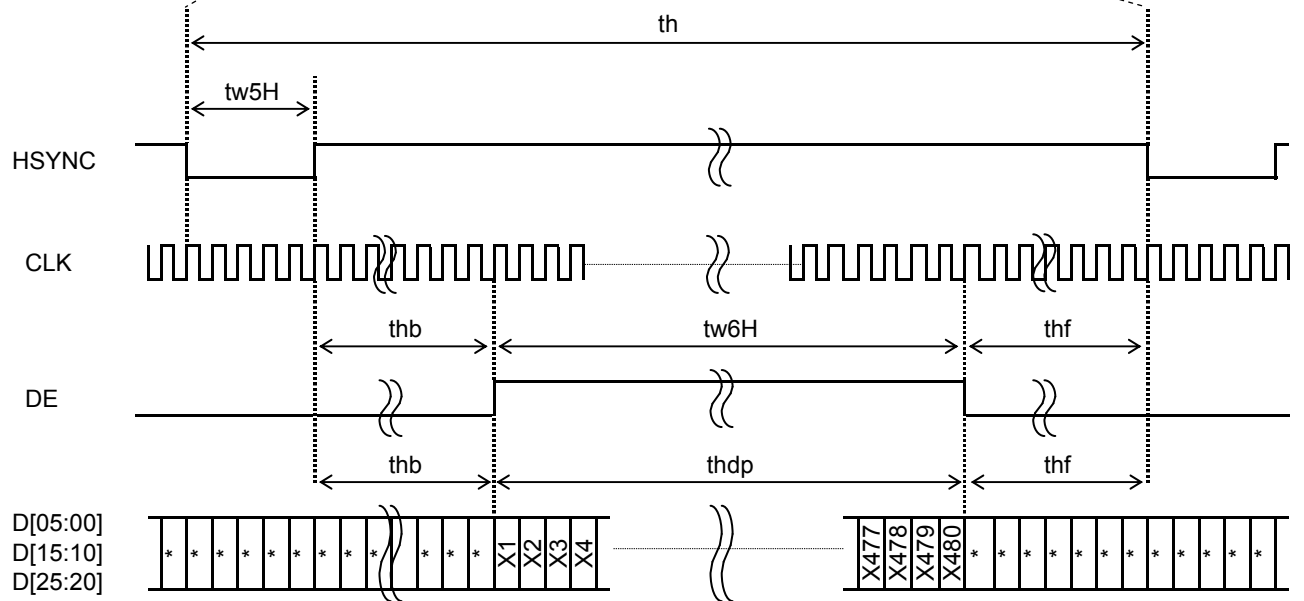 th
tw5H
HSYNC
CLK
thb tw6H thf
DE
thb thdp thf
D[05:00]
D[15:10]
D[25:20]
* * * * * * * * * * * * X1 X2 X3 X4 X477 X478 X479 X480 * * * * * * * * * * * *